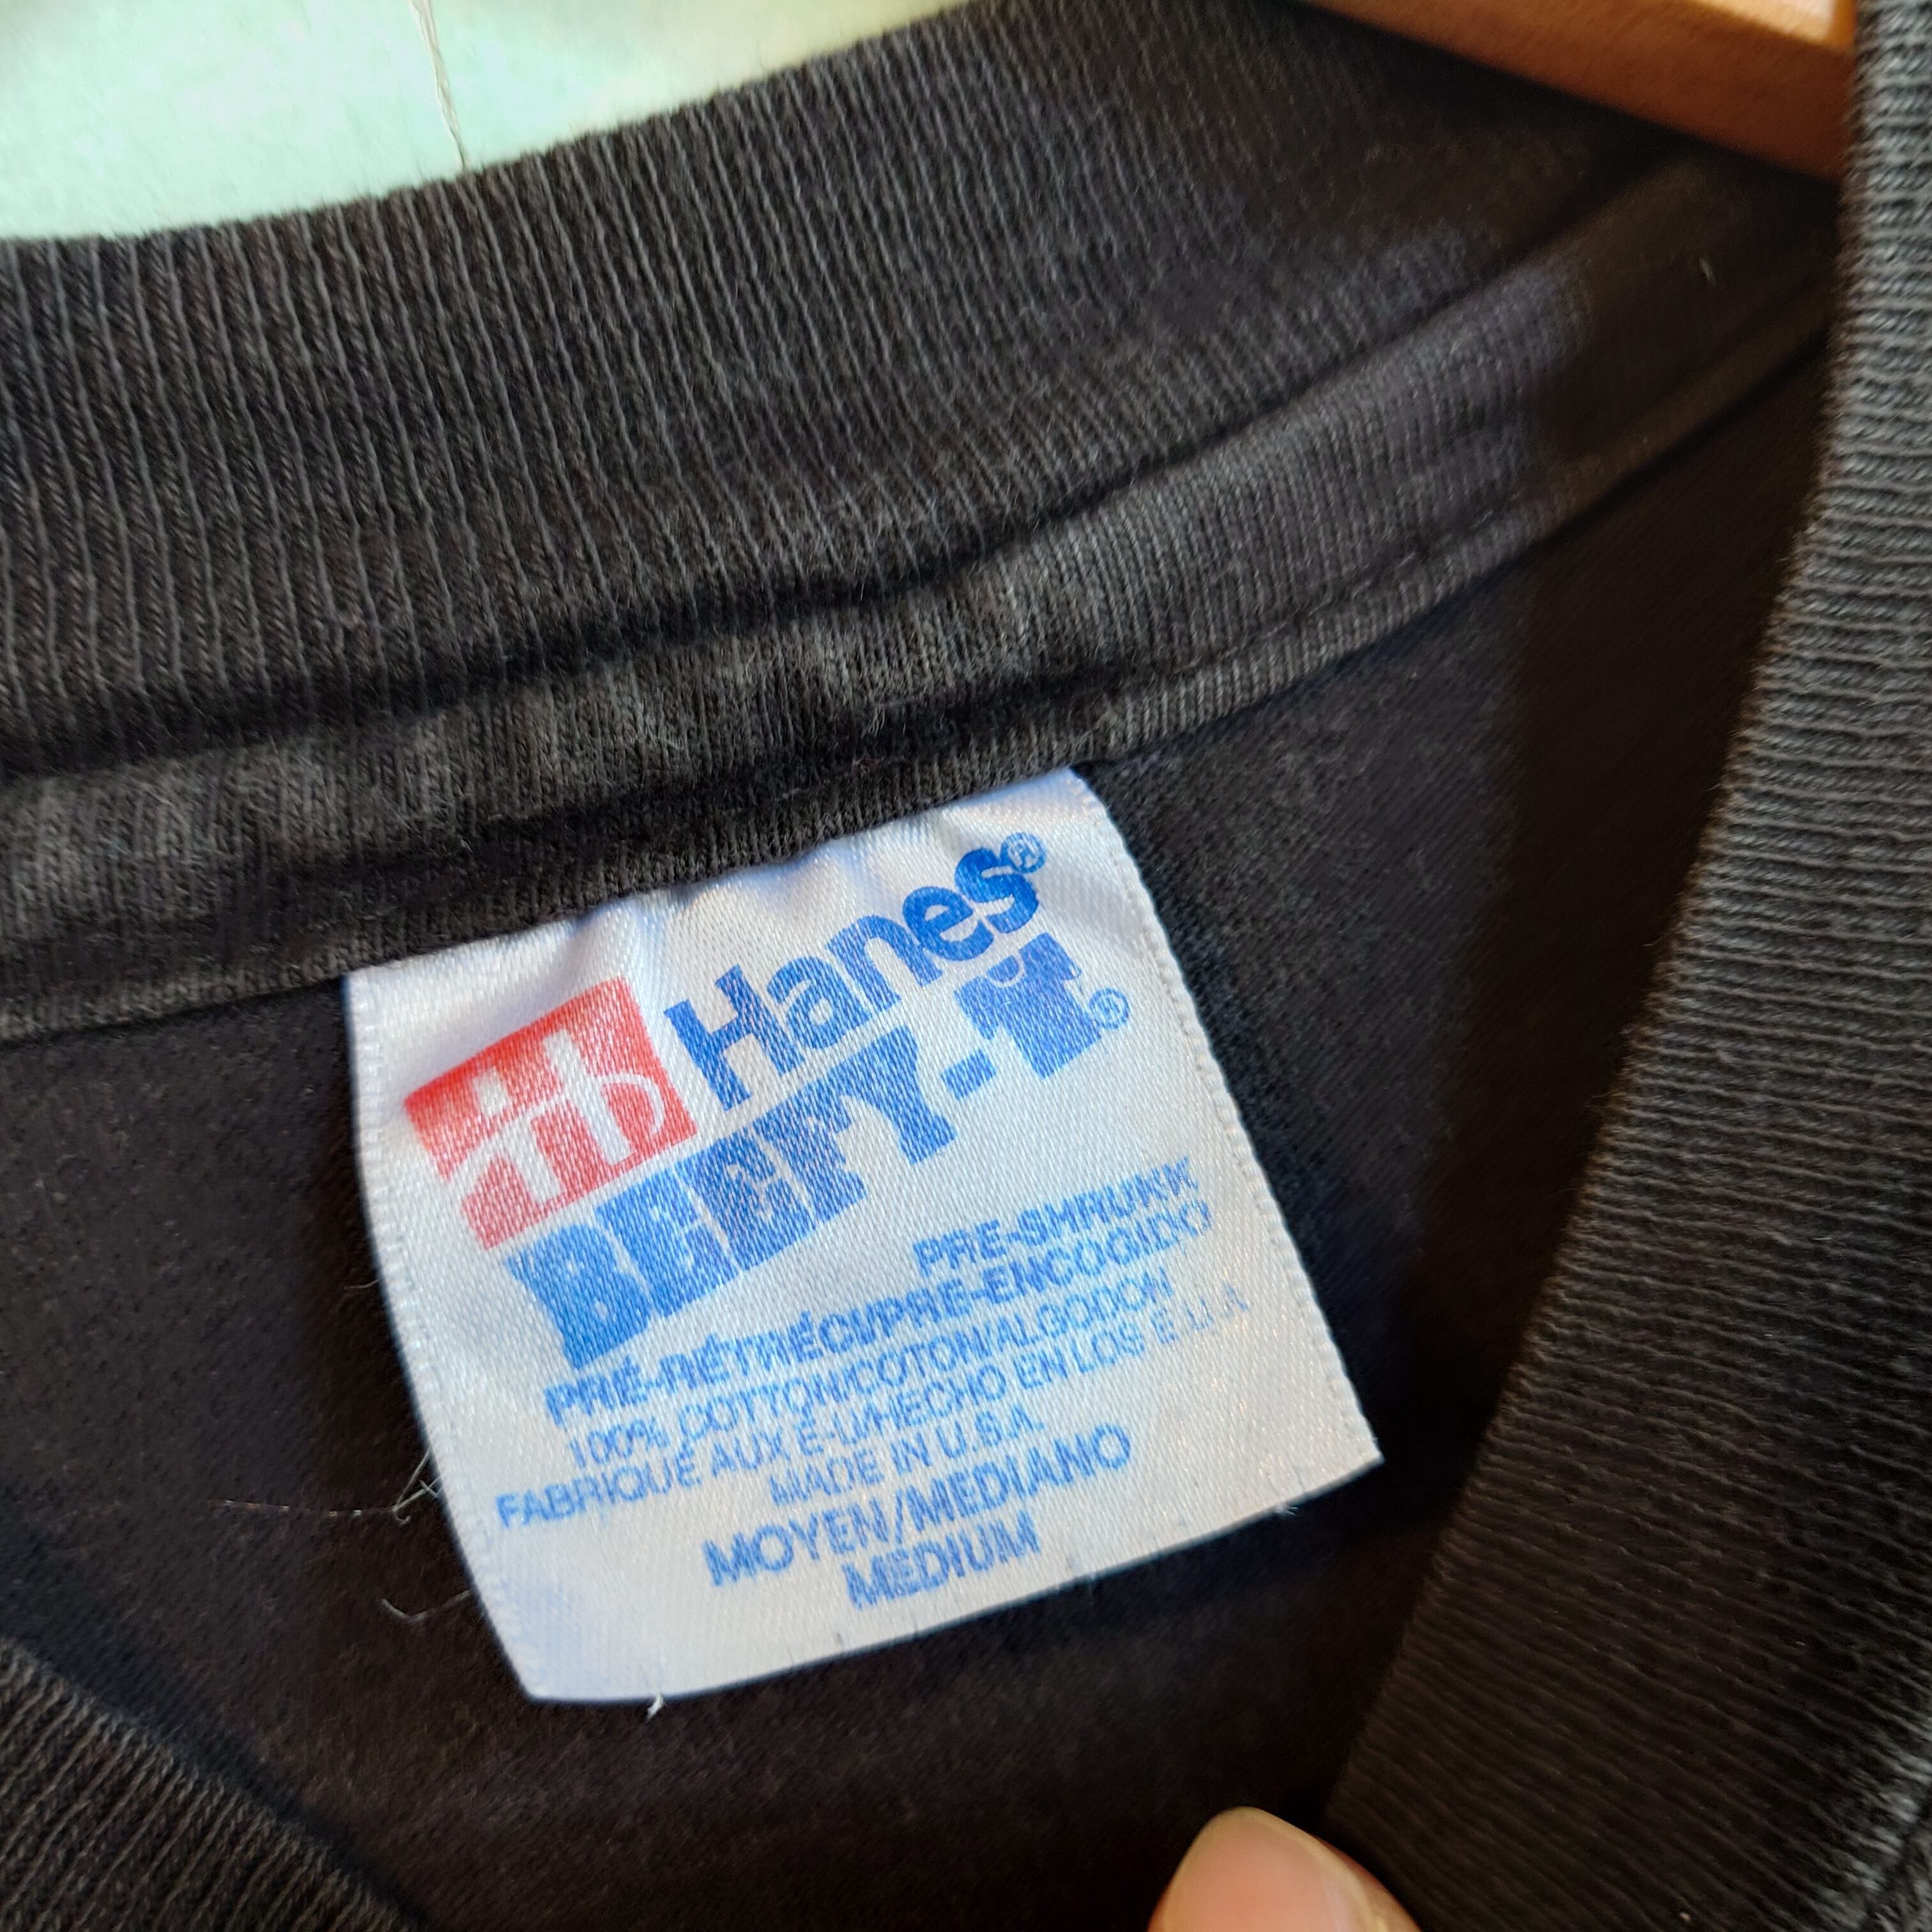 Hanes®
BEEFY-T®
PRE-SHRUNK
PRÉ-RÉTRÉCI/PRE-ENCOGIDO
100% COTTON/COTON/ALGODON
FABRIQUÉ AUX É-U/HECHO EN LOS E.U.A
MADE IN U.S.A.
MOYEN/MEDIANO
MEDIUM